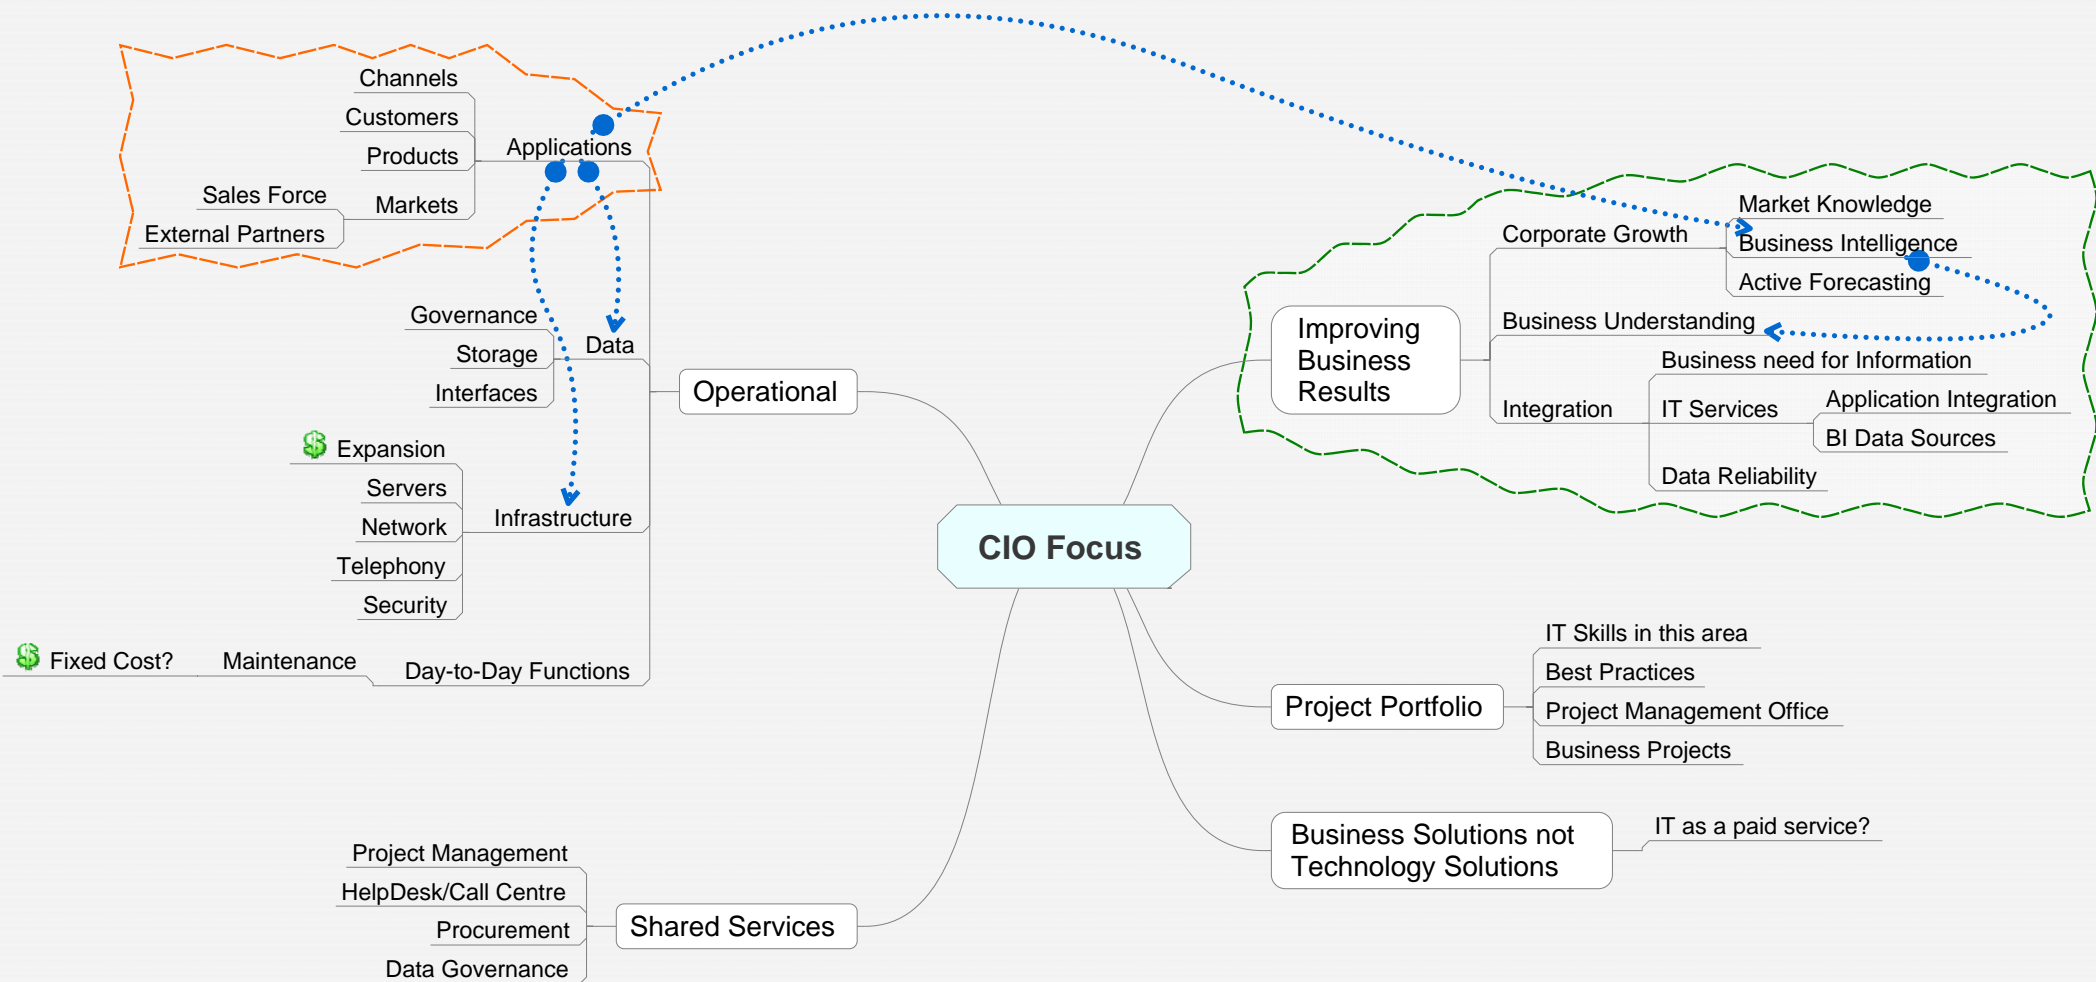 CIO Focus
Improving
Business
Results
Corporate Growth
Market Knowledge
Business Intelligence
Active Forecasting
Business Understanding
Integration
Business need for Information
IT Services
Application Integration
BI Data Sources
Data Reliability
Project Portfolio
IT Skills in this area
Best Practices
Project Management Office
Business Projects
Business Solutions not
Technology Solutions
IT as a paid service?
Shared Services
Project Management
HelpDesk/Call Centre
Procurement
Data Governance
Operational
Applications
Channels
Customers
Products
Markets
Sales Force
External Partners
Data
Governance
Storage
Interfaces
Infrastructure
$ Expansion
Servers
Network
Telephony
Security
Day-to-Day Functions
Maintenance
$ Fixed Cost?